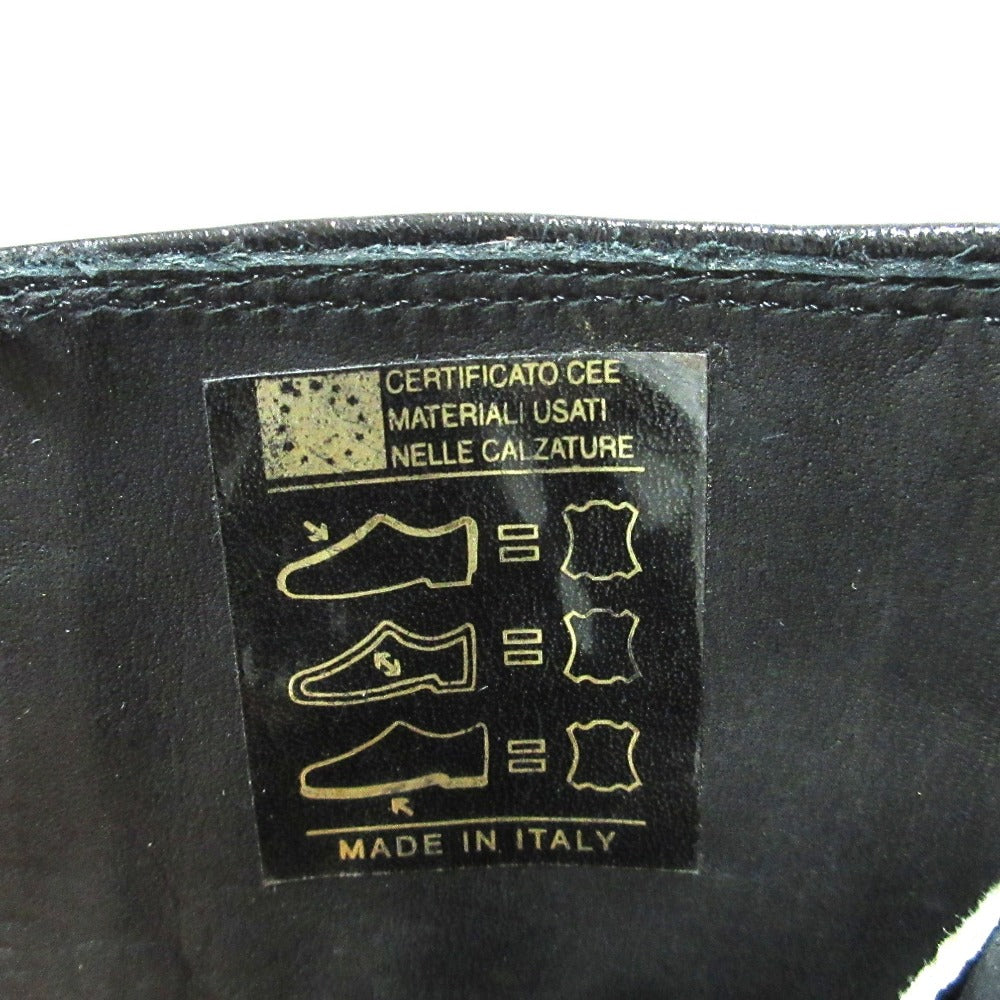 CERTIFICATO CEE
MATERIALI USATI
NELLE CALZATURE
MADE IN ITALY